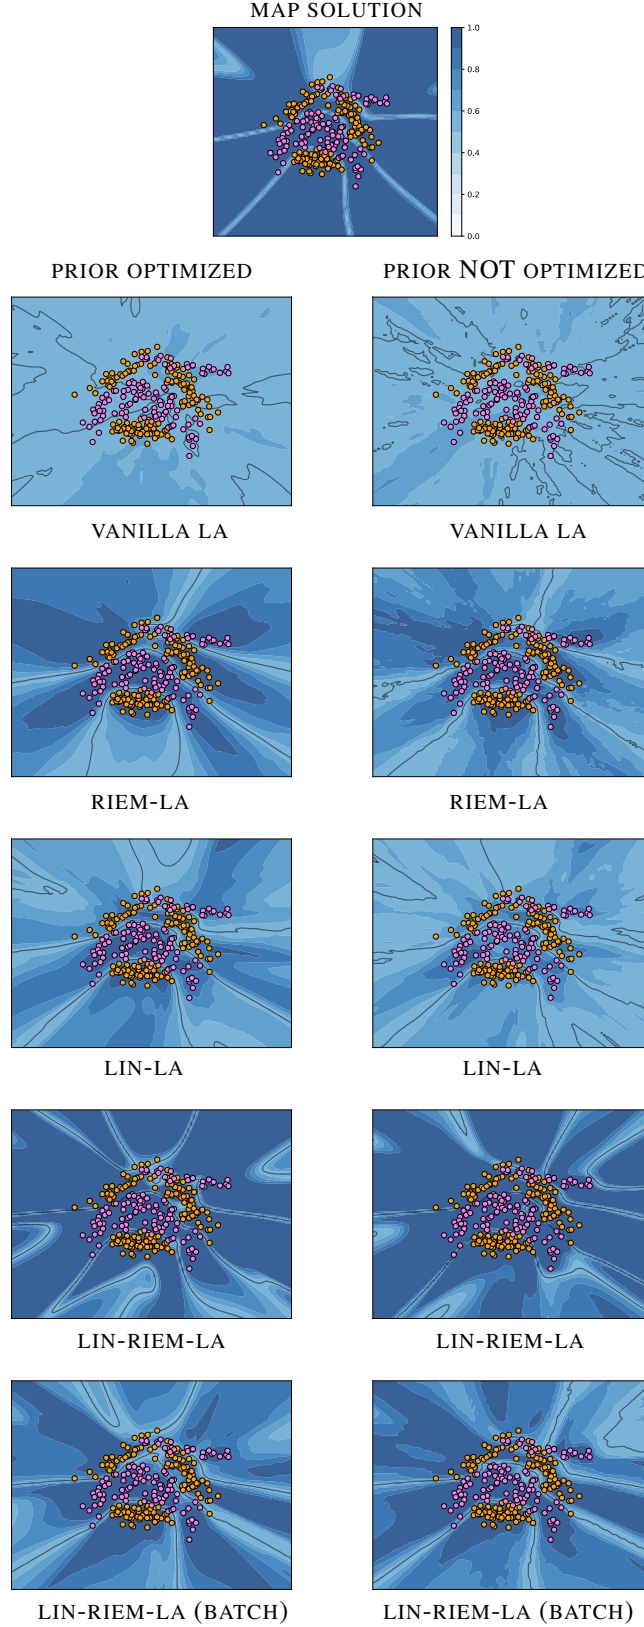 MAP SOLUTION
1.0
0.8
0.6
0.4
0.2
0.0
PRIOR OPTIMIZED PRIOR NOT OPTIMIZED
VANILLA LA VANILLA LA
RIEM-LA RIEM-LA
LIN-LA LIN-LA
LIN-RIEM-LA LIN-RIEM-LA
LIN-RIEM-LA (BATCH) LIN-RIEM-LA (BATCH)